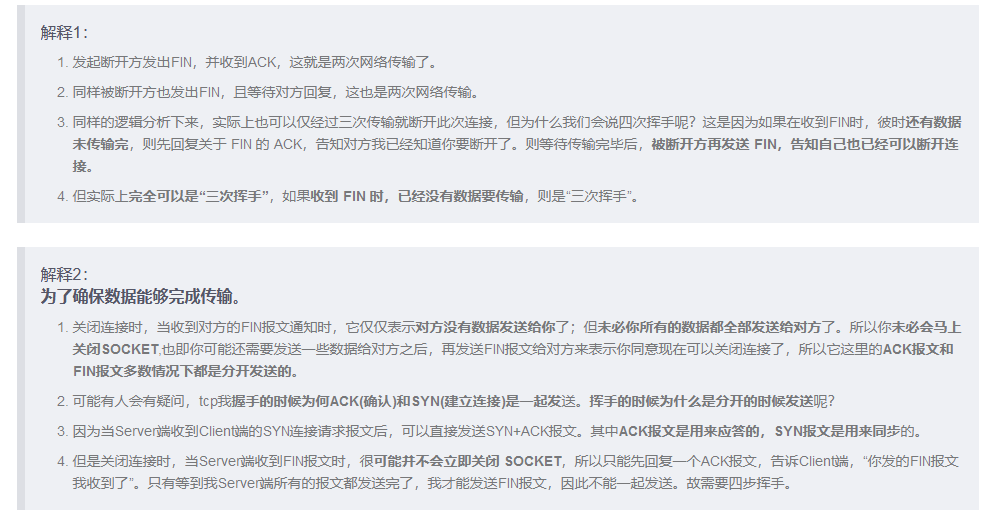 解释1：
1. 发起断开方发出FIN，并收到ACK，这就是两次网络传输了。
2. 同样被断开方也发出FIN，且等待对方回复，这也是两次网络传输。
3. 同样的逻辑分析下来，实际上也可以仅经过三次传输就断开此次连接，但为什么我们会说四次挥手呢？这是因为如果在收到FIN时，彼时还有数据
未传输完，则先回复关于 FIN 的 ACK，告知对方我已经知道你要断开了。则等待传输完毕后，被断开方再发送 FIN，告知自己也已经可以断开连
接。
4. 但实际上完全可以是“三次挥手”，如果收到 FIN 时，已经没有数据要传输，则是“三次挥手”。
解释2：
为了确保数据能够完成传输。
1. 关闭连接时，当收到对方的FIN报文通知时，它仅仅表示对方没有数据发送给你了；但未必你所有的数据都全部发送给对方了。所以你未必会马上
关闭SOCKET,也即你可能还需要发送一些数据给对方之后，再发送FIN报文给对方来表示你同意现在可以关闭连接了，所以它这里的ACK报文和
FIN报文多数情况下都是分开发送的。
2. 可能有人会有疑问，tcp我握手的时候为何ACK(确认)和SYN(建立连接)是一起发送。挥手的时候为什么是分开的时候发送呢？
3. 因为当Server端收到Client端的SYN连接请求报文后，可以直接发送SYN+ACK报文。其中ACK报文是用来应答的，SYN报文是用来同步的。
4. 但是关闭连接时，当Server端收到FIN报文时，很可能并不会立即关闭 SOCKET，所以只能先回复一个ACK报文，告诉Client端，“你发的FIN报文
我收到了”。只有等到我Server端所有的报文都发送完了，我才能发送FIN报文，因此不能一起发送。故需要四步挥手。